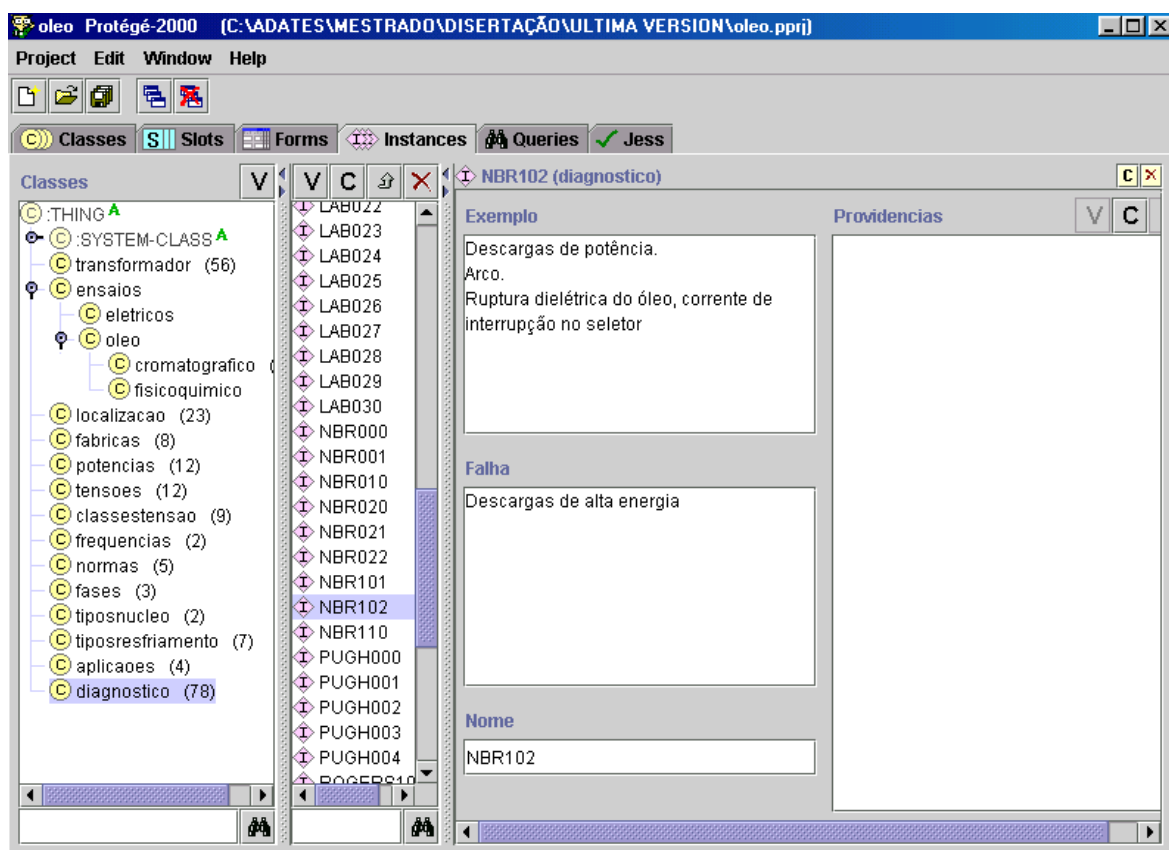 oleo Protégé-2000 (C:\ADATES\MESTRADO\DISERTAÇÃO\ULTIMA VERSION\oleo.pprj)
Project Edit Window Help
Classes Slots Forms Instances Queries Jess
Classes
V
:THING A
:SYSTEM-CLASS A
transformador (56)
ensaios
eletricos
oleo
cromatografico (
fisicoquimico
localizacao (23)
fabricas (8)
potencias (12)
tensoes (12)
classestensao (9)
frequencias (2)
normas (5)
fases (3)
tiposnucleo (2)
tiposresfriamento (7)
aplicaoes (4)
diagnostico (78)
V C
LAB022
LAB023
LAB024
LAB025
LAB026
LAB027
LAB028
LAB029
LAB030
NBR000
NBR001
NBR010
NBR020
NBR021
NBR022
NBR101
NBR102
NBR110
PUGH000
PUGH001
PUGH002
PUGH003
PUGH004
ROGERS10
NBR102 (diagnostico)
Exemplo
Descargas de potência.
Arco.
Ruptura dielétrica do óleo, corrente de
interrupção no seletor
Falha
Descargas de alta energia
Nome
NBR102
Providencias
V C